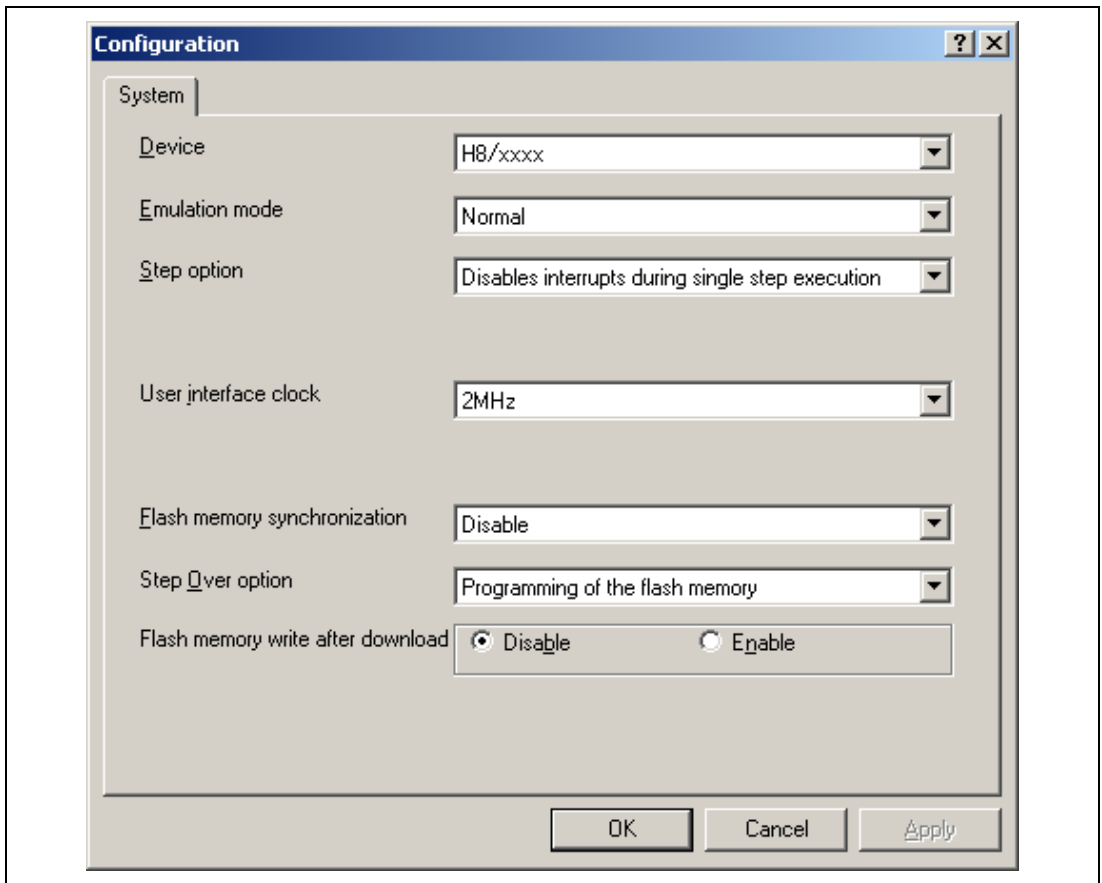 Configuration
System
Device H8/xxxx
Emulation mode Normal
Step option Disables interrupts during single step execution
User interface clock 2MHz
Flash memory synchronization Disable
Step Over option Programming of the flash memory
Flash memory write after download Disable Enable
OK Cancel Apply